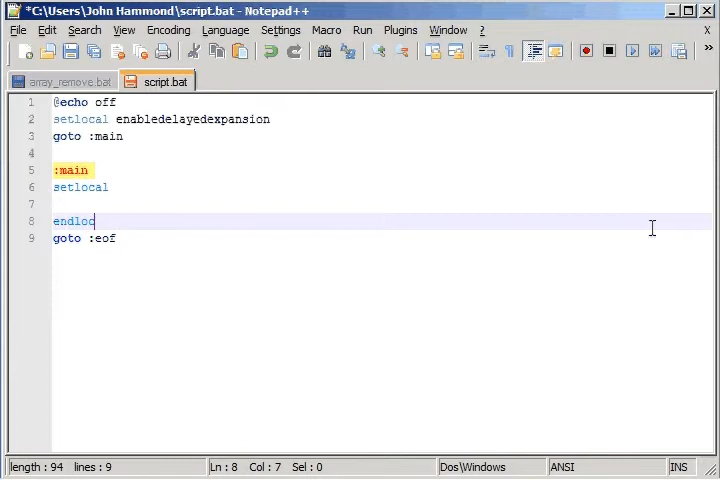 *C:\Users\John Hammond\script.bat - Notepad++
File Edit Search View Encoding Language Settings Macro Run Plugins Window ? X
array_remove.bat script.bat
1 @echo off
2 setlocal enabledelayedexpansion
3 goto :main
4
5 :main
6 setlocal
7
8 endloc
9 goto :eof
length : 94 lines : 9 Ln : 8 Col : 7 Sel : 0 Dos\Windows ANSI INS